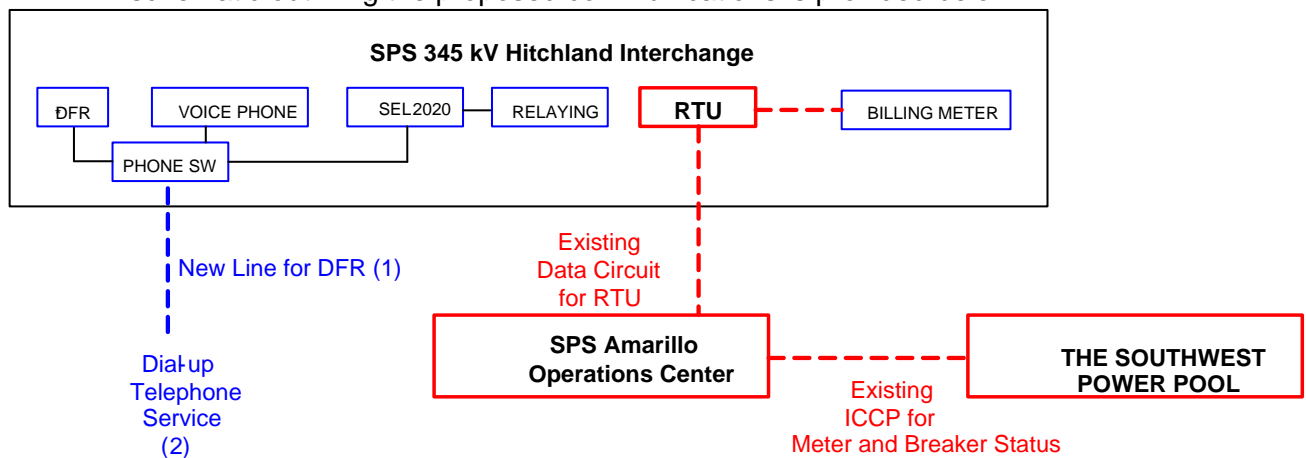 SPS 345 kV Hitchland Interchange
DFR
VOICE PHONE
SEL2020
RELAYING
RTU
BILLING METER
PHONE SW
New Line for DFR (1)
Existing
Data Circuit
for RTU
Dial-up
Telephone
Service
(2)
SPS Amarillo
Operations Center
THE SOUTHWEST
POWER POOL
Existing
ICCP for
Meter and Breaker Status